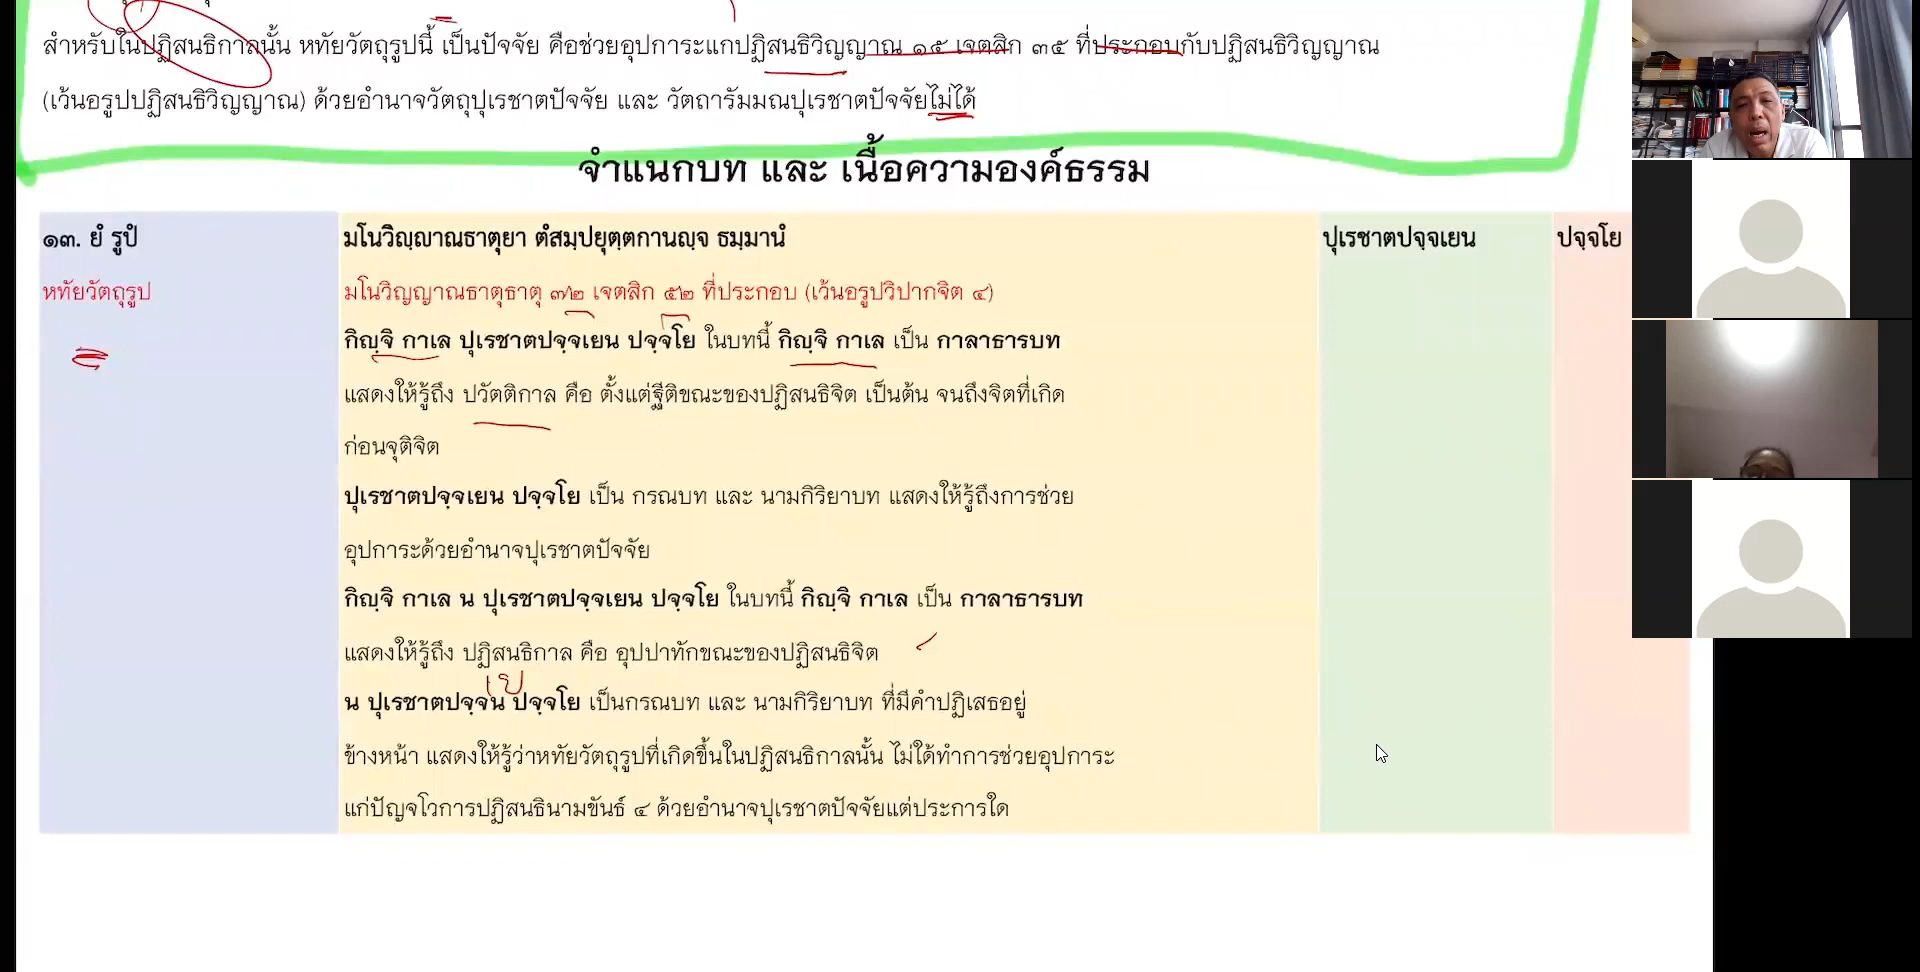 สำหรับในปฏิสนธิกาลนั้น หทัยวัตถุรูปนี้ เป็นปัจจัย คือช่วยอุปการะแก่ปฏิสนธิวิญญาณ ๑๕ เจตสิก ๓๕ ที่ประกอบกับปฏิสนธิวิญญาณ
(เว้นอรูปปฏิสนธิวิญญาณ) ด้วยอำนาจวัตถุปุเรชาตปัจจัย และ วัตถารัมมณปุเรชาตปัจจัยไม่ได้
จำแนกบท และ เนื้อความองค์ธรรม
๑๓. ยํ รูปํ
มโนวิญฺญาณธาตุยา ตํสมฺปยุตฺตกานญฺจ ธมฺมานํ
ปุเรชาตปจฺจเยน
ปจฺจโย
หทัยวัตถุรูป
มโนวิญญาณธาตุธาตุ ๗๒ เจตสิก ๕๒ ที่ประกอบ (เว้นอรูปวิปากจิต ๔)
กิญฺจิ กาเล ปุเรชาตปจฺจเยน ปจฺจโย ในบทนี้ กิญฺจิ กาเล เป็น กาลาธารบท
แสดงให้รู้ถึง ปวัตติกาล คือ ตั้งแต่ฐีติขณะของปฏิสนธิจิต เป็นต้น จนถึงจิตที่เกิด
ก่อนจุติจิต
ปุเรชาตปจฺจเยน ปจฺจโย เป็น กรณบท และ นามกิริยาบท แสดงให้รู้ถึงการช่วย
อุปการะด้วยอำนาจปุเรชาตปัจจัย
กิญฺจิ กาเล น ปุเรชาตปจฺจเยน ปจฺจโย ในบทนี้ กิญฺจิ กาเล เป็น กาลาธารบท
แสดงให้รู้ถึง ปฏิสนธิกาล คือ อุปปาทักขณะของปฏิสนธิจิต
เย
น ปุเรชาตปจฺจน ปจฺจโย เป็นกรณบท และ นามกิริยาบท ที่มีคำปฏิเสธอยู่
ข้างหน้า แสดงให้รู้ว่าหทัยวัตถุรูปที่เกิดขึ้นในปฏิสนธิกาลนั้น ไม่ใด้ทำการช่วยอุปการะ
แก่ปัญจโวการปฏิสนธินามขันธ์ ๔ ด้วยอำนาจปุเรชาตปัจจัยแต่ประการใด